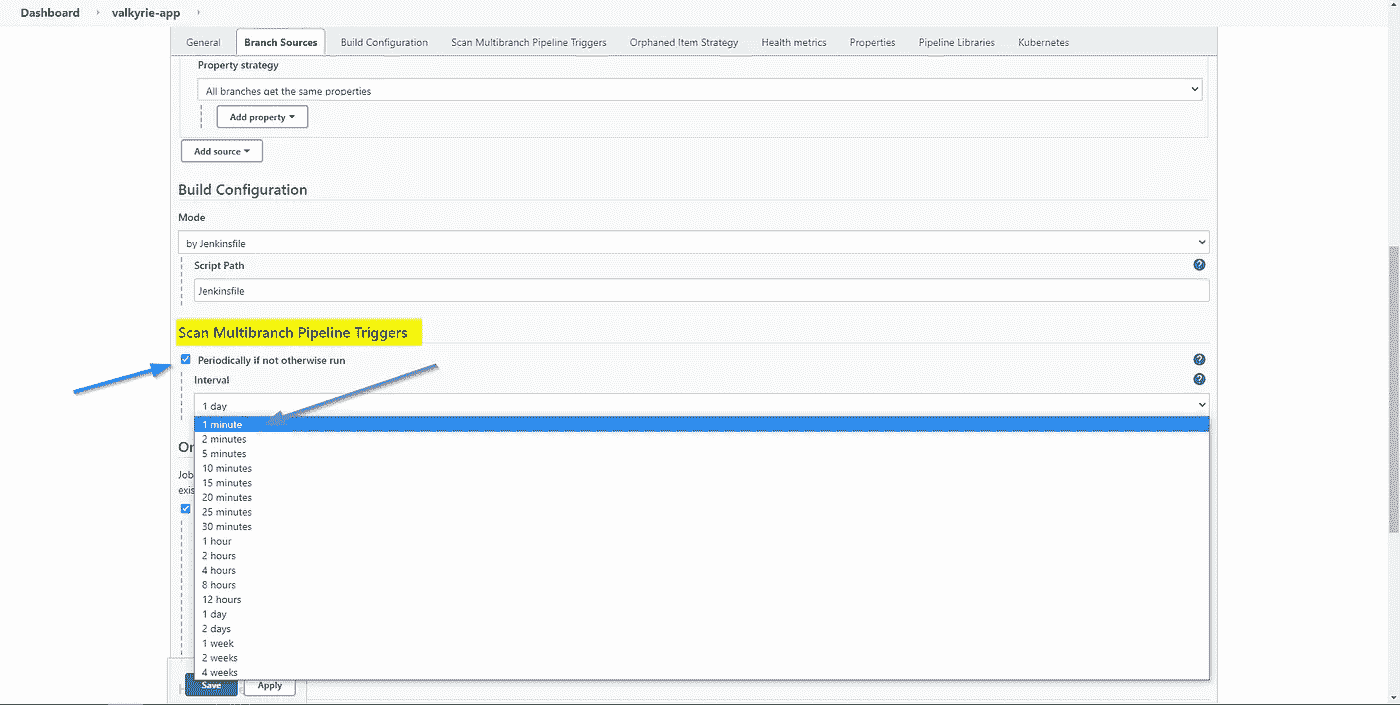 Dashboard › valkyrie-app ›
General Branch Sources Build Configuration Scan Multibranch Pipeline Triggers Orphaned Item Strategy Health metrics Properties Pipeline Libraries Kubernetes
Property strategy
All branches get the same properties
Add property
Add source
Build Configuration
Mode
by Jenkinsfile
Script Path
Jenkinsfile
Scan Multibranch Pipeline Triggers
Periodically if not otherwise run
Interval
1 day
1 minute
2 minutes
Or
5 minutes
10 minutes
Job
15 minutes
exis
20 minutes
25 minutes
30 minutes
1 hour
2 hours
4 hours
8 hours
12 hours
1 day
2 days
1 week
2 weeks
4 weeks
Save Apply